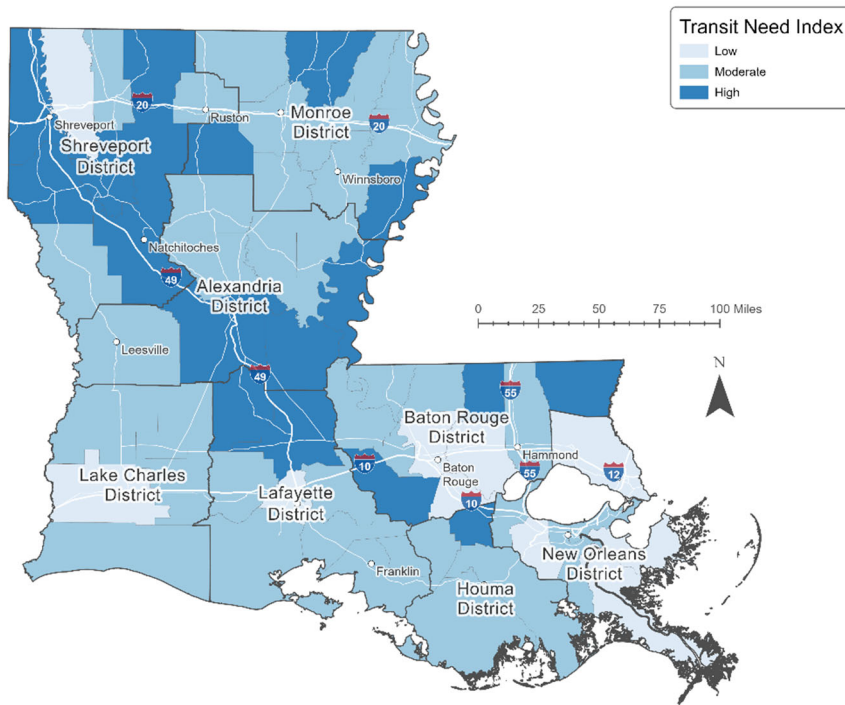 Transit Need Index
Low
Moderate
High
20
Shreveport
Shreveport
District
Ruston
Monroe
District
20
Winnsboro
Natchitoches
49
Alexandria
District
0 25 50 100 Miles
Leesville
49
N
55
Baton Rouge
District
Hammond
Baton
Rouge
10
55
12
Lake Charles
District
Lafayette
District
10
New Orleans
District
Franklin
Houma
District